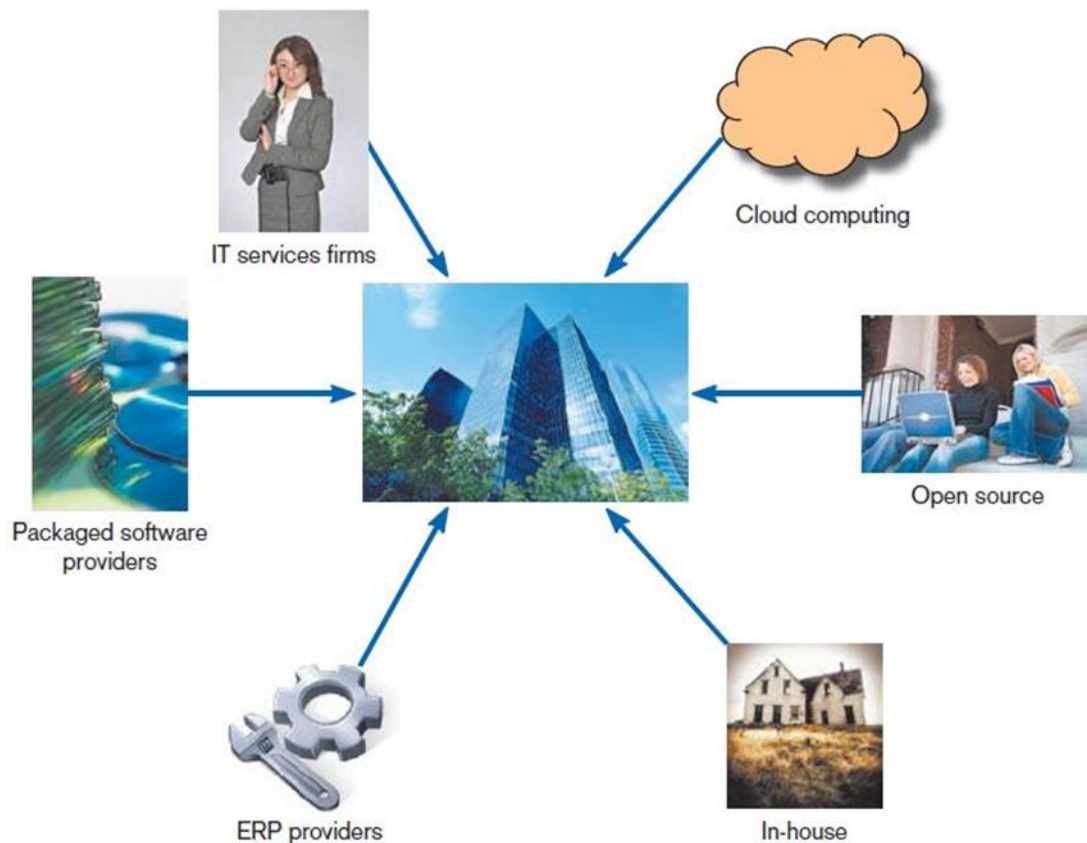 IT services firms
Cloud computing
Packaged software
providers
Open source
ERP providers
In-house